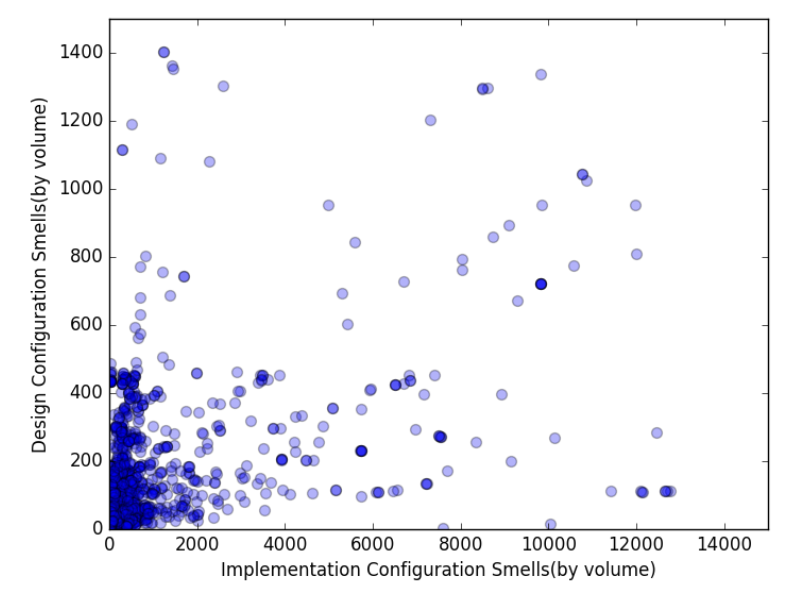 1400
1200
1000
800
600
400
200
0
0 2000 4000 6000 8000 10000 12000 14000
Design Configuration Smells(by volume)
Implementation Configuration Smells(by volume)